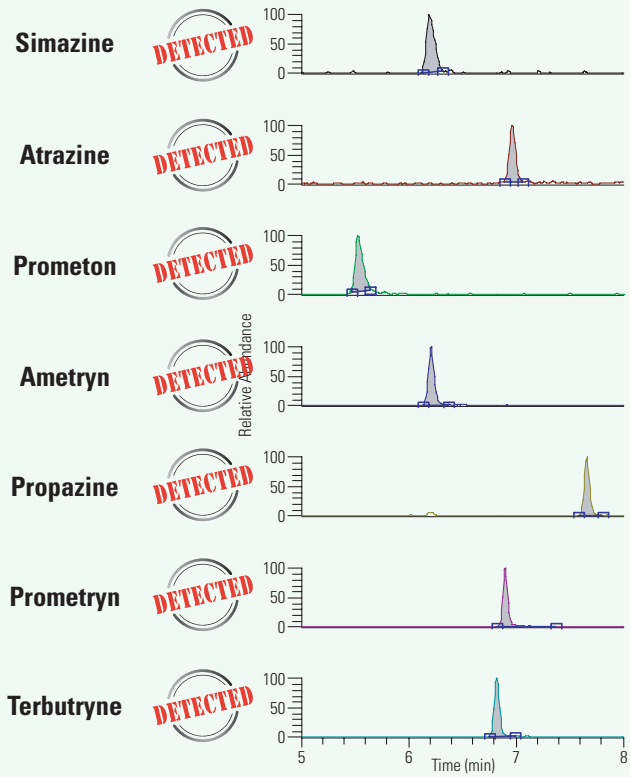 Simazine
DETECTED
100
50
0
Atrazine
DETECTED
100
50
0
Prometon
DETECTED
100
50
0
Relative Abundance
Ametryn
DETECTED
100
50
0
Propazine
DETECTED
100
50
0
Prometryn
DETECTED
100
50
0
Terbutryne
DETECTED
100
50
0
5 6 7 8
Time (min)